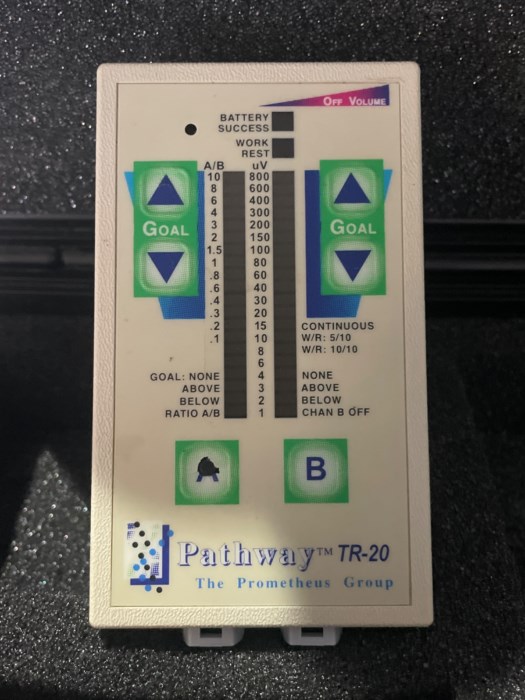 OFF VOLUME
BATTERY
SUCCESS
WORK
REST
A/B uV
10 800
8 600
6 400
4 300
3 200
2 150
1.5 100
1 80
.8 60
.6 40
.4 30
.3 20
.2 15 CONTINUOUS
.1 10 W/R: 5/10
8 W/R: 10/10
6
GOAL: NONE 4 NONE
ABOVE 3 ABOVE
BELOW 2 BELOW
RATIO A/B 1 CHAN B OFF
GOAL
GOAL
A B
Pathway™ TR-20
The Prometheus Group